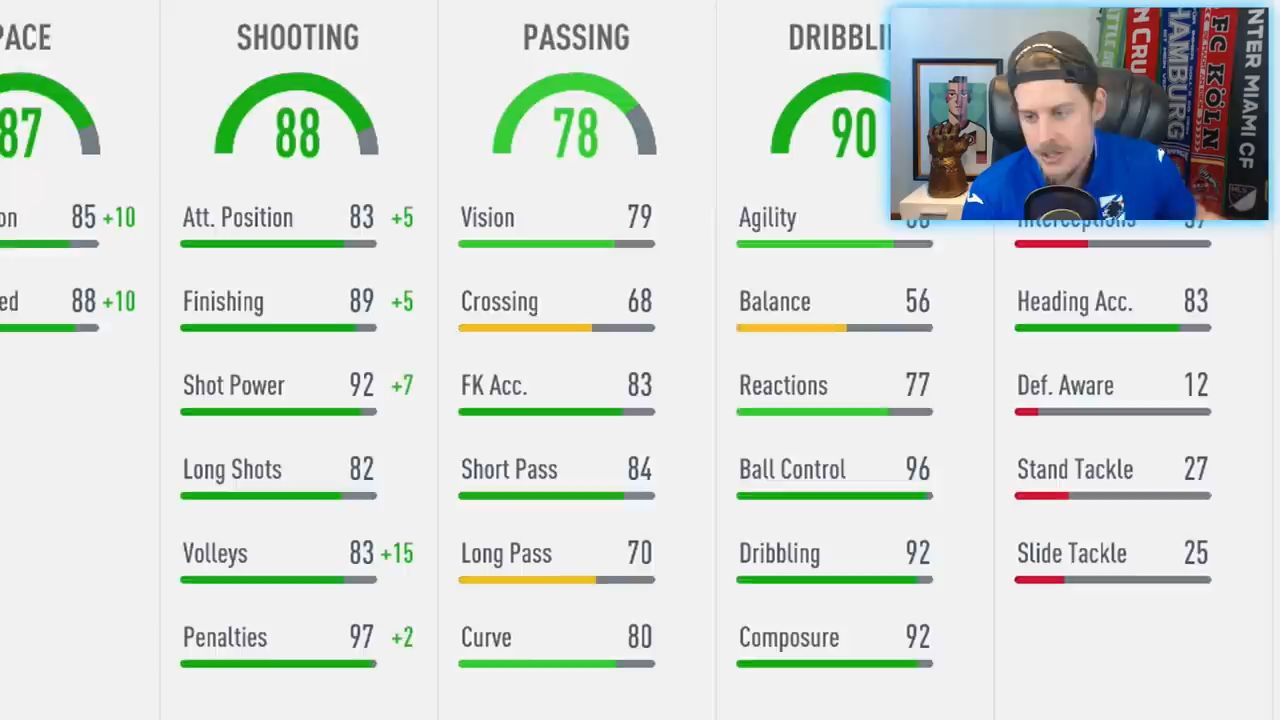 PACE
87
on 85 +10
ed 88 +10
SHOOTING
88
Att. Position 83 +5
Finishing 89 +5
Shot Power 92 +7
Long Shots 82
Volleys 83 +15
Penalties 97 +2
PASSING
78
Vision 79
Crossing 68
FK Acc. 83
Short Pass 84
Long Pass 70
Curve 80
DRIBBLI
90
Agility
Balance 56
Reactions 77
Ball Control 96
Dribbling 92
Composure 92
Interceptions
Heading Acc. 83
Def. Aware 12
Stand Tackle 27
Slide Tackle 25
N CRU
HAMBURG
FC KÖLN
NTER MIAMI CF